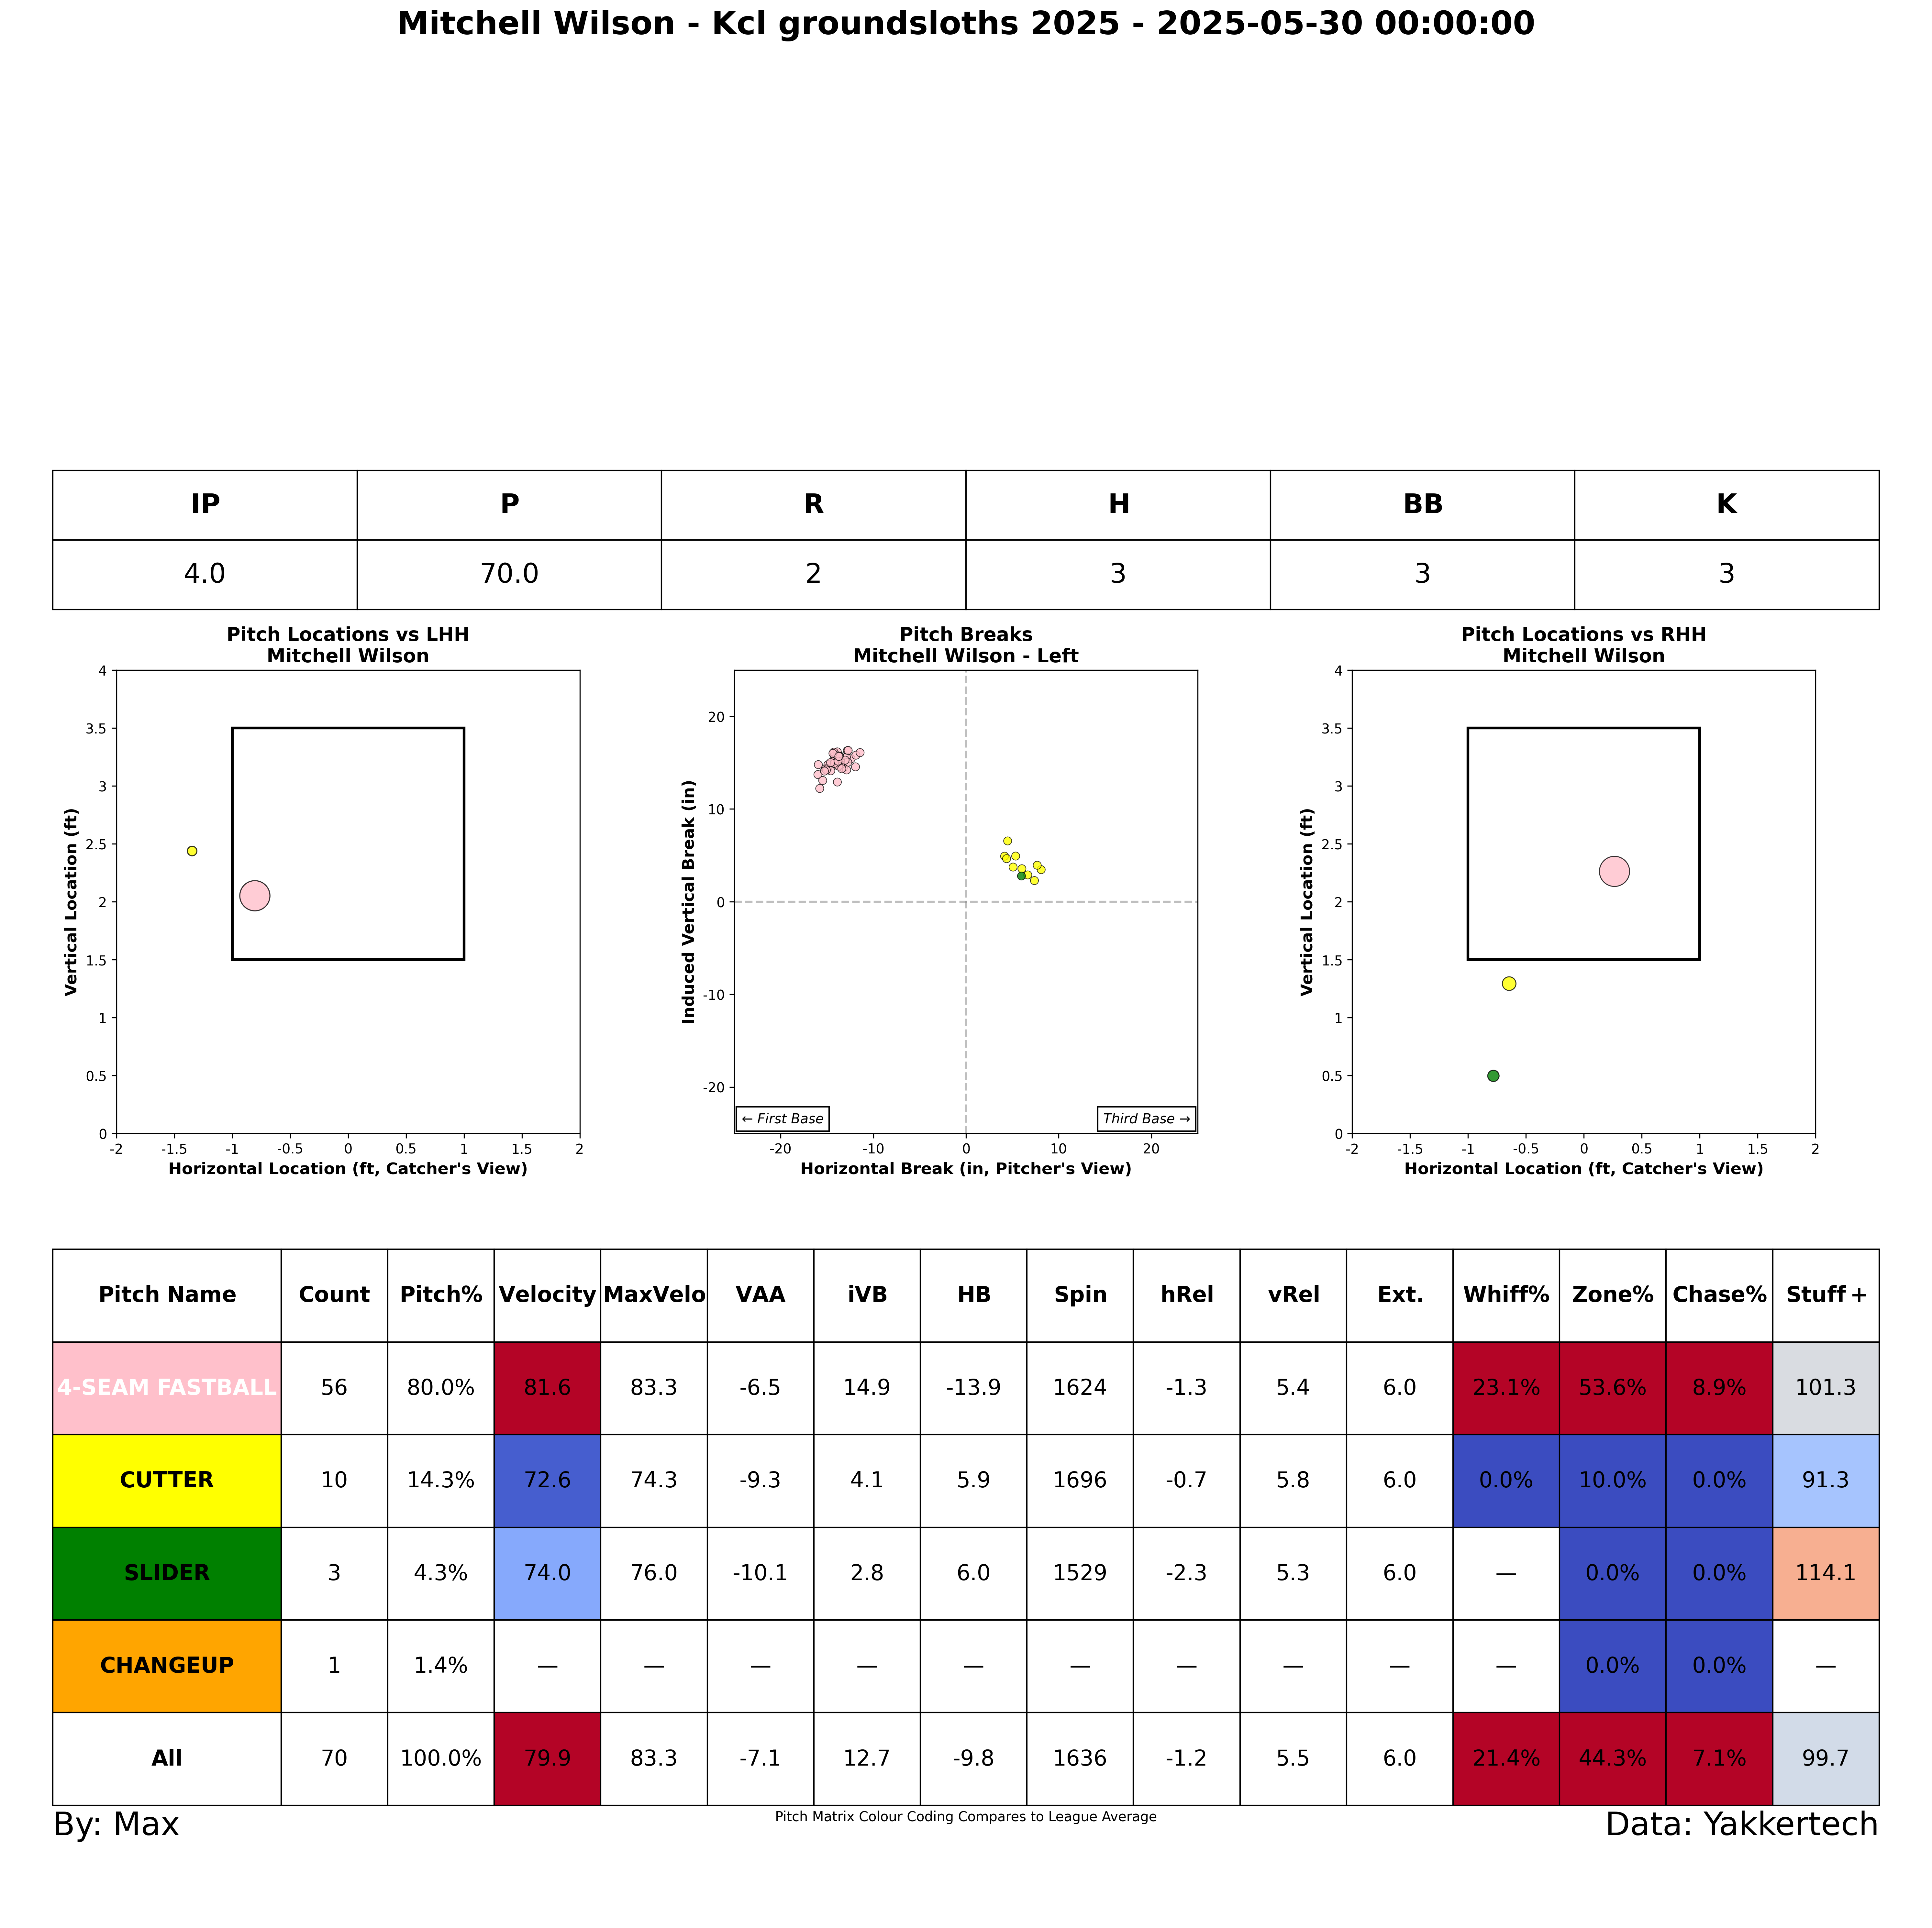 Mitchell Wilson - Kcl groundsloths 2025 - 2025-05-30 00:00:00
IP P R H BB K
4.0 70.0 2 3 3 3
Pitch Locations vs LHH
Mitchell Wilson
4
3.5
3
2.5
2
1.5
1
0.5
0
-2 -1.5 -1 -0.5 0 0.5 1 1.5 2
Vertical Location (ft)
Horizontal Location (ft, Catcher's View)
Pitch Breaks
Mitchell Wilson - Left
20
10
0
-10
-20
← First Base
Third Base →
-20 -10 0 10 20
Induced Vertical Break (in)
Horizontal Break (in, Pitcher's View)
Pitch Locations vs RHH
Mitchell Wilson
4
3.5
3
2.5
2
1.5
1
0.5
0
-2 -1.5 -1 -0.5 0 0.5 1 1.5 2
Vertical Location (ft)
Horizontal Location (ft, Catcher's View)
Pitch Name Count Pitch% Velocity MaxVelo VAA iVB HB Spin hRel vRel Ext. Whiff% Zone% Chase% Stuff+
4-SEAM FASTBALL 56 80.0% 81.6 83.3 -6.5 14.9 -13.9 1624 -1.3 5.4 6.0 23.1% 53.6% 8.9% 101.3
CUTTER 10 14.3% 72.6 74.3 -9.3 4.1 5.9 1696 -0.7 5.8 6.0 0.0% 10.0% 0.0% 91.3
SLIDER 3 4.3% 74.0 76.0 -10.1 2.8 6.0 1529 -2.3 5.3 6.0 — 0.0% 0.0% 114.1
CHANGEUP 1 1.4% — — — — — — — — — — 0.0% 0.0% —
All 70 100.0% 79.9 83.3 -7.1 12.7 -9.8 1636 -1.2 5.5 6.0 21.4% 44.3% 7.1% 99.7
By: Max
Pitch Matrix Colour Coding Compares to League Average
Data: Yakkertech